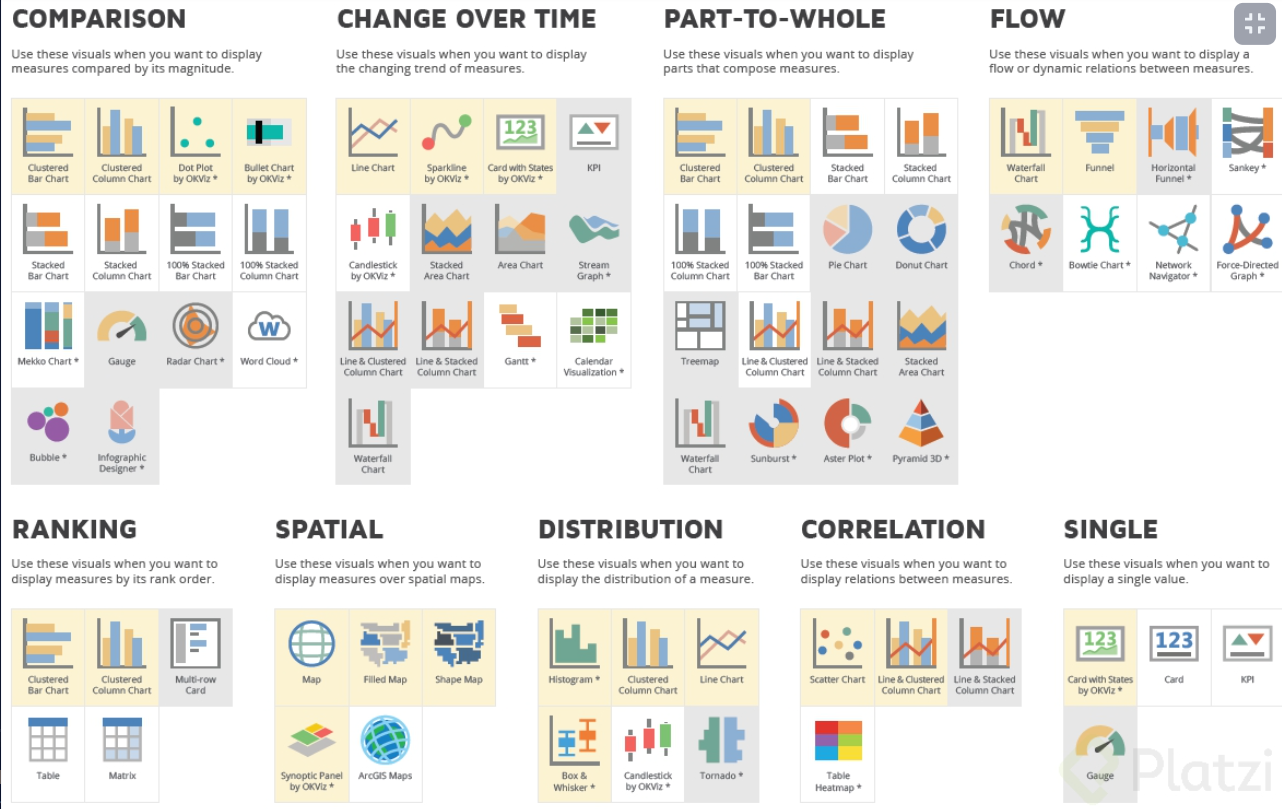 COMPARISON
Use these visuals when you want to display
measures compared by its magnitude.
Clustered
Bar Chart
Clustered
Column Chart
Dot Plot
by OKViz *
Bullet Chart
by OKViz *
Stacked
Bar Chart
Stacked
Column Chart
100% Stacked
Bar Chart
100% Stacked
Column Chart
Mekko Chart *
Gauge
Radar Chart *
W
Word Cloud *
Bubble *
Infographic
Designer *
CHANGE OVER TIME
Use these visuals when you want to display
the changing trend of measures.
Line Chart
Sparkline
by OKViz *
123
Card with States
by OKViz *
KPI
Candlestick
by OKViz *
Stacked
Area Chart
Area Chart
Stream
Graph *
Line & Clustered
Column Chart
Line & Stacked
Column Chart
Gantt *
Calendar
Visualization *
Waterfall
Chart
PART-TO-WHOLE
Use these visuals when you want to display
parts that compose measures.
Clustered
Bar Chart
Clustered
Column Chart
Stacked
Bar Chart
Stacked
Column Chart
100% Stacked
Column Chart
100% Stacked
Bar Chart
Pie Chart
Donut Chart
Treemap
Line & Clustered
Column Chart
Line & Stacked
Column Chart
Stacked
Area Chart
Waterfall
Chart
Sunburst *
Aster Plot *
Pyramid 3D *
FLOW
Use these visuals when you want to display a
flow or dynamic relations between measures.
Waterfall
Chart
Funnel
Horizontal
Funnel *
Sankey *
Chord *
Bowtie Chart *
Network
Navigator *
Force-Directed
Graph *
RANKING
Use these visuals when you want to
display measures by its rank order.
Clustered
Bar Chart
Clustered
Column Chart
Multi-row
Card
Table
Matrix
SPATIAL
Use these visuals when you want to
display measures over spatial maps.
Map
Filled Map
Shape Map
Synoptic Panel
by OKViz *
ArcGIS Maps
DISTRIBUTION
Use these visuals when you want to
display the distribution of a measure.
Histogram *
Clustered
Column Chart
Line Chart
Box &
Whisker *
Candlestick
by OKViz *
Tornado *
CORRELATION
Use these visuals when you want to
display relations between measures.
Scatter Chart
Line & Clustered
Column Chart
Line & Stacked
Column Chart
Table
Heatmap *
SINGLE
Use these visuals when you want to
display a single value.
123
Card with States
by OKViz *
123
Card
KPI
Gauge
Platzi